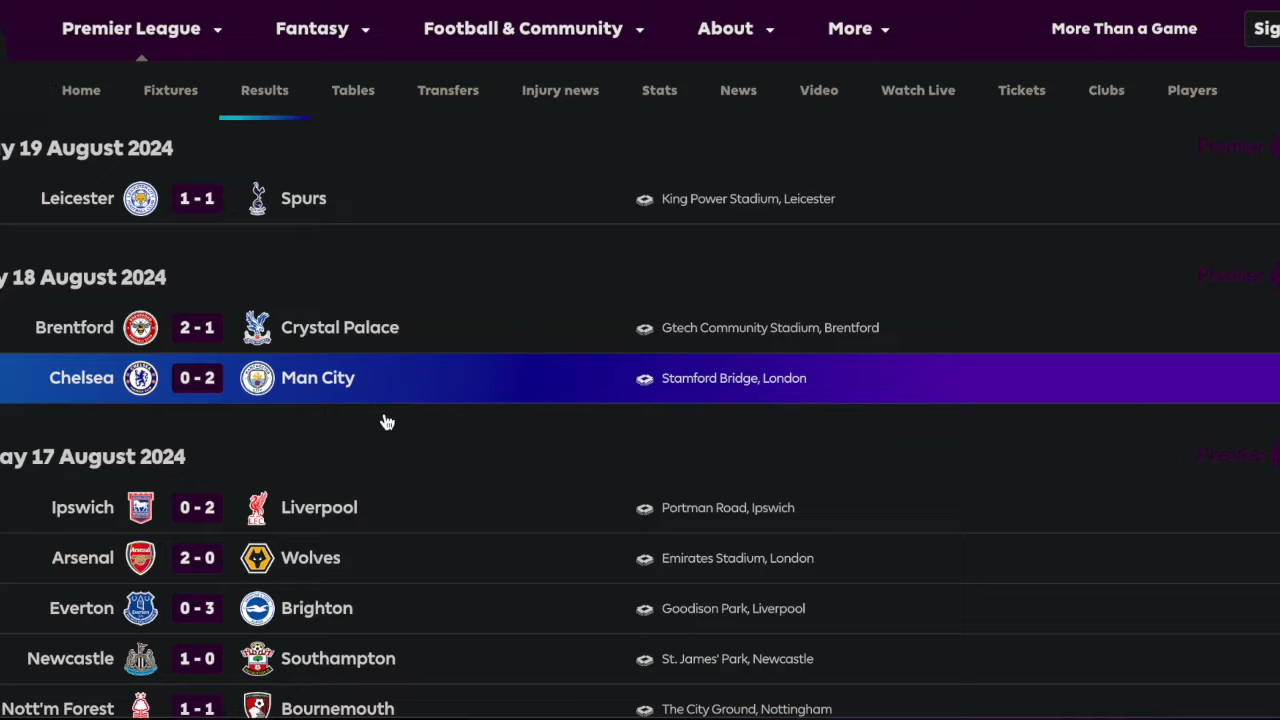 Premier League Fantasy Football & Community About More More Than a Game Sig
Home Fixtures Results Tables Transfers Injury news Stats News Video Watch Live Tickets Clubs Players
y 19 August 2024 Premier
Leicester 1 - 1 Spurs King Power Stadium, Leicester
y 18 August 2024 Premier
Brentford 2 - 1 Crystal Palace Gtech Community Stadium, Brentford
Chelsea 0 - 2 Man City Stamford Bridge, London
ay 17 August 2024 Premier
Ipswich 0 - 2 Liverpool Portman Road, Ipswich
Arsenal 2 - 0 Wolves Emirates Stadium, London
Everton 0 - 3 Brighton Goodison Park, Liverpool
Newcastle 1 - 0 Southampton St. James' Park, Newcastle
Nott'm Forest 1 - 1 Bournemouth The City Ground, Nottingham